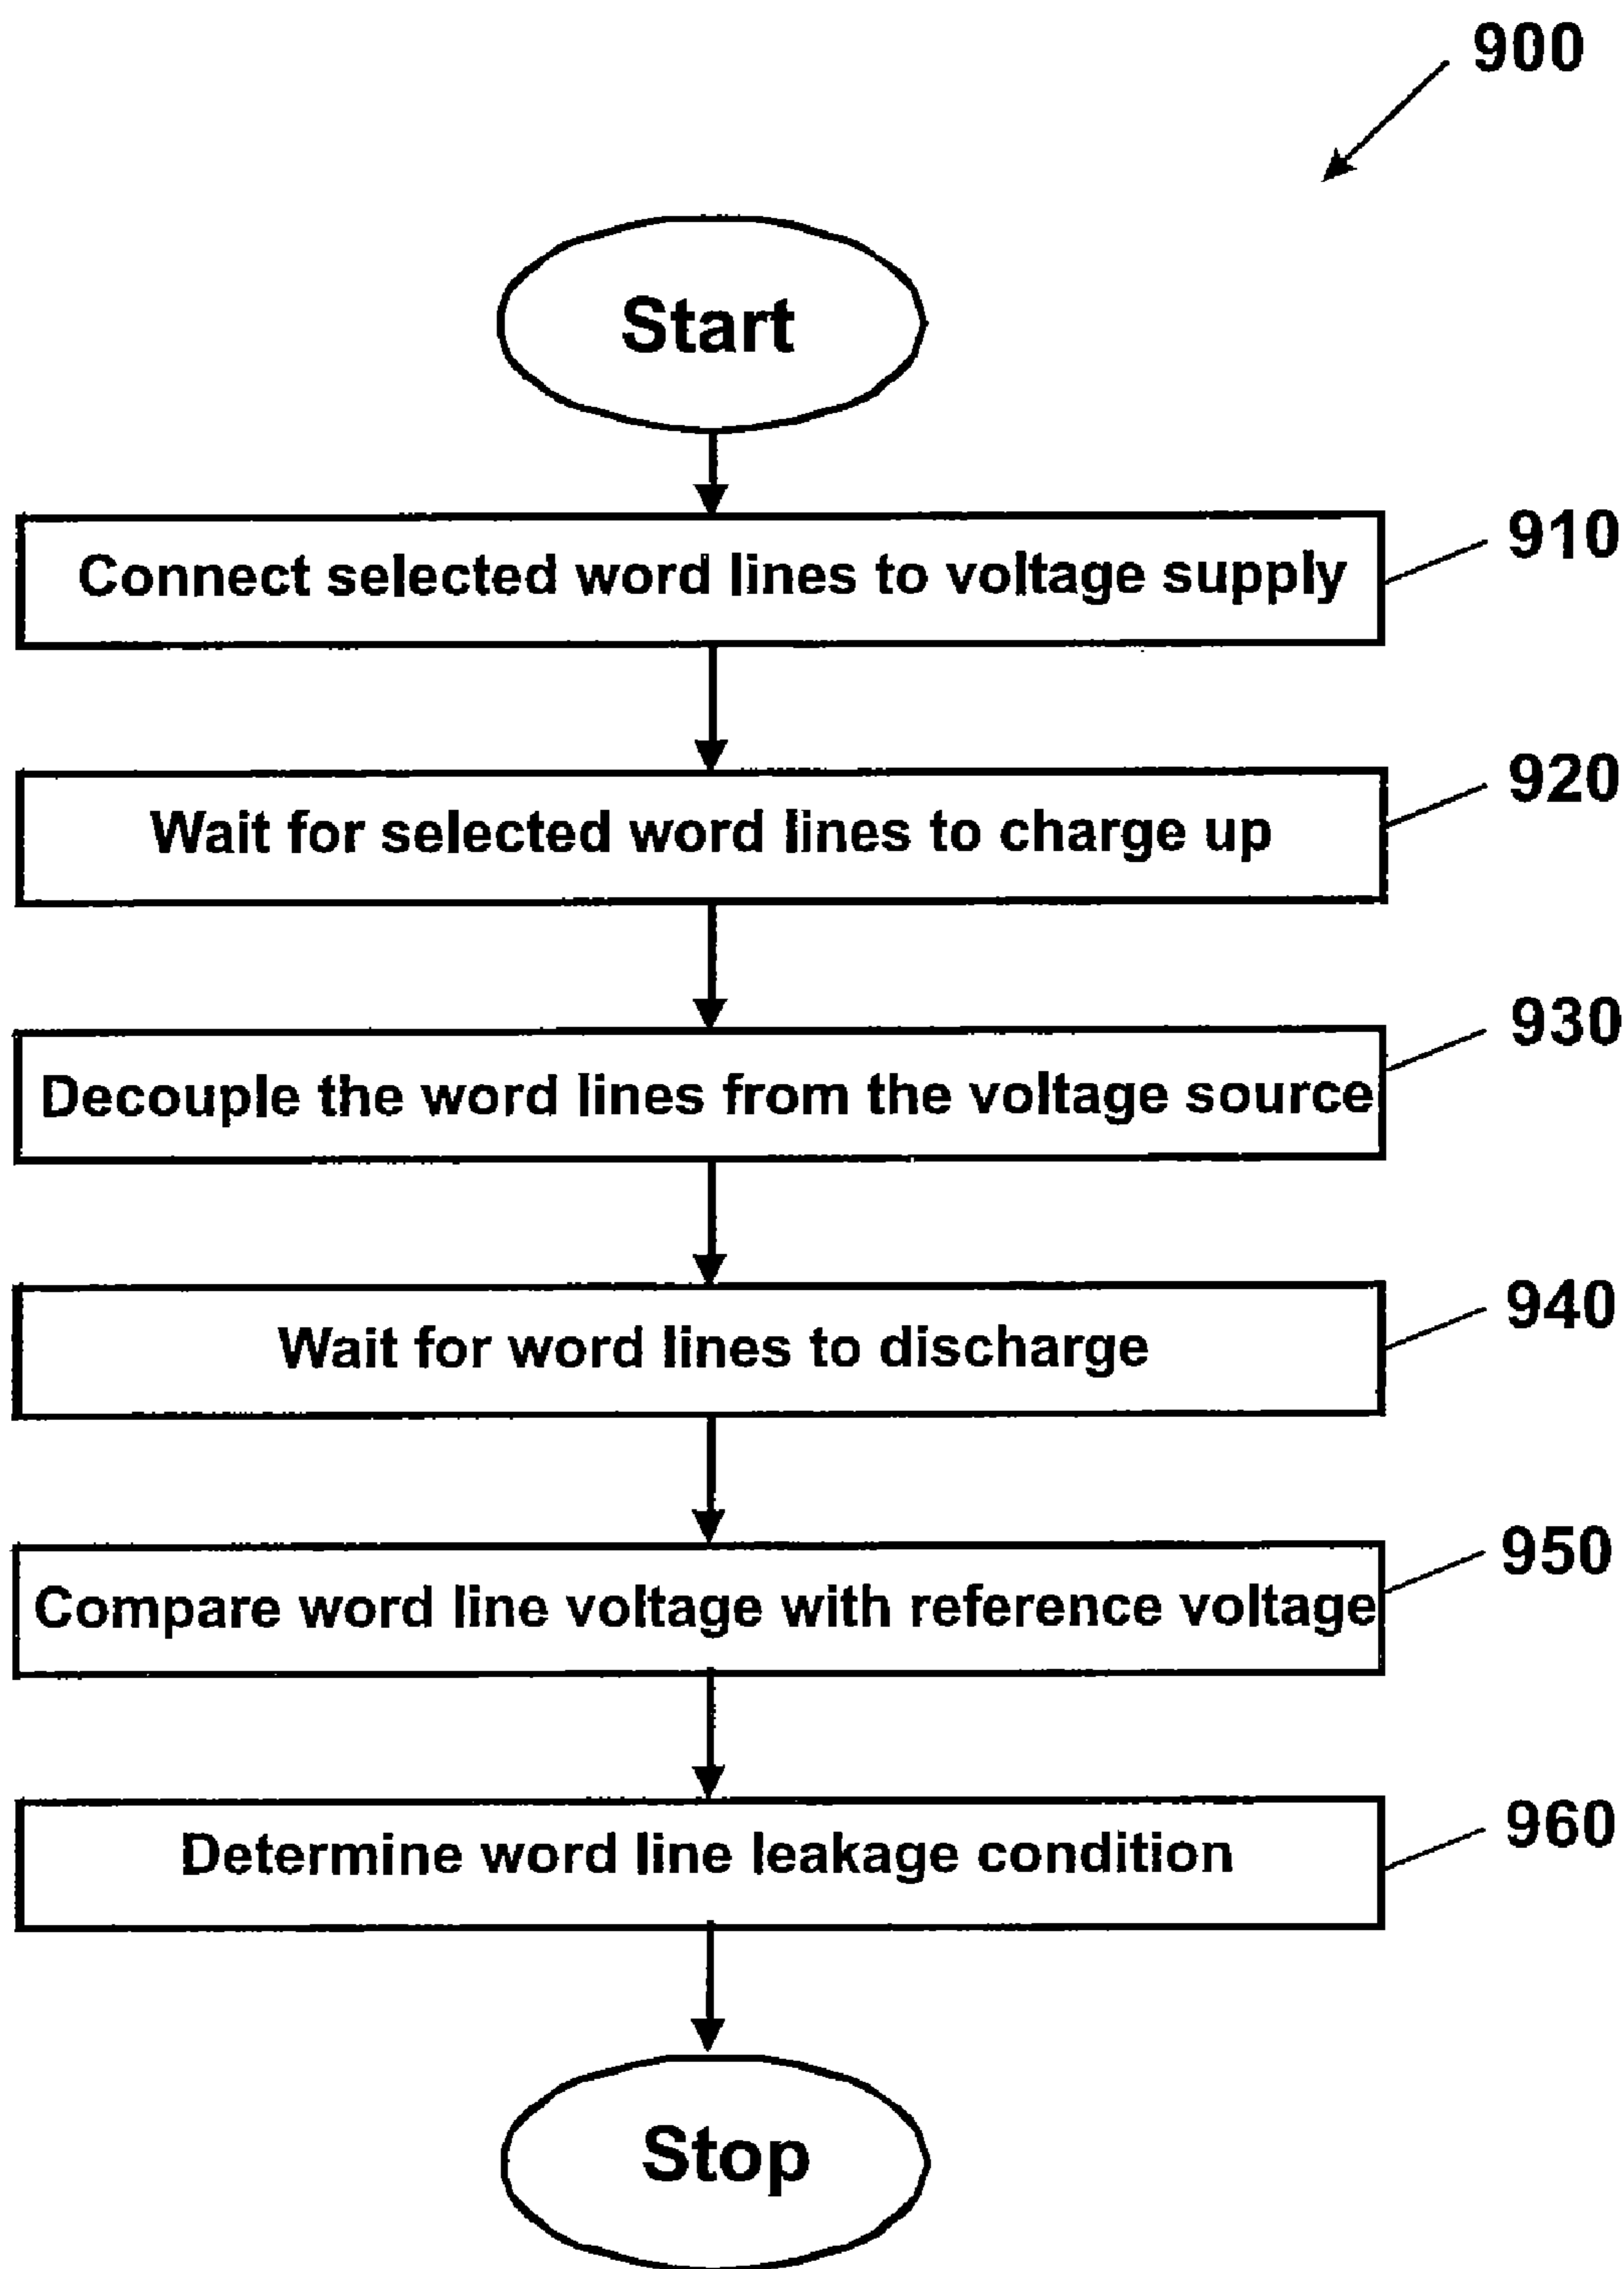 900
Start
Connect selected word lines to voltage supply
910
Wait for selected word lines to charge up
920
Decouple the word lines from the voltage source
930
Wait for word lines to discharge
940
Compare word line voltage with reference voltage
950
Determine word line leakage condition
960
Stop